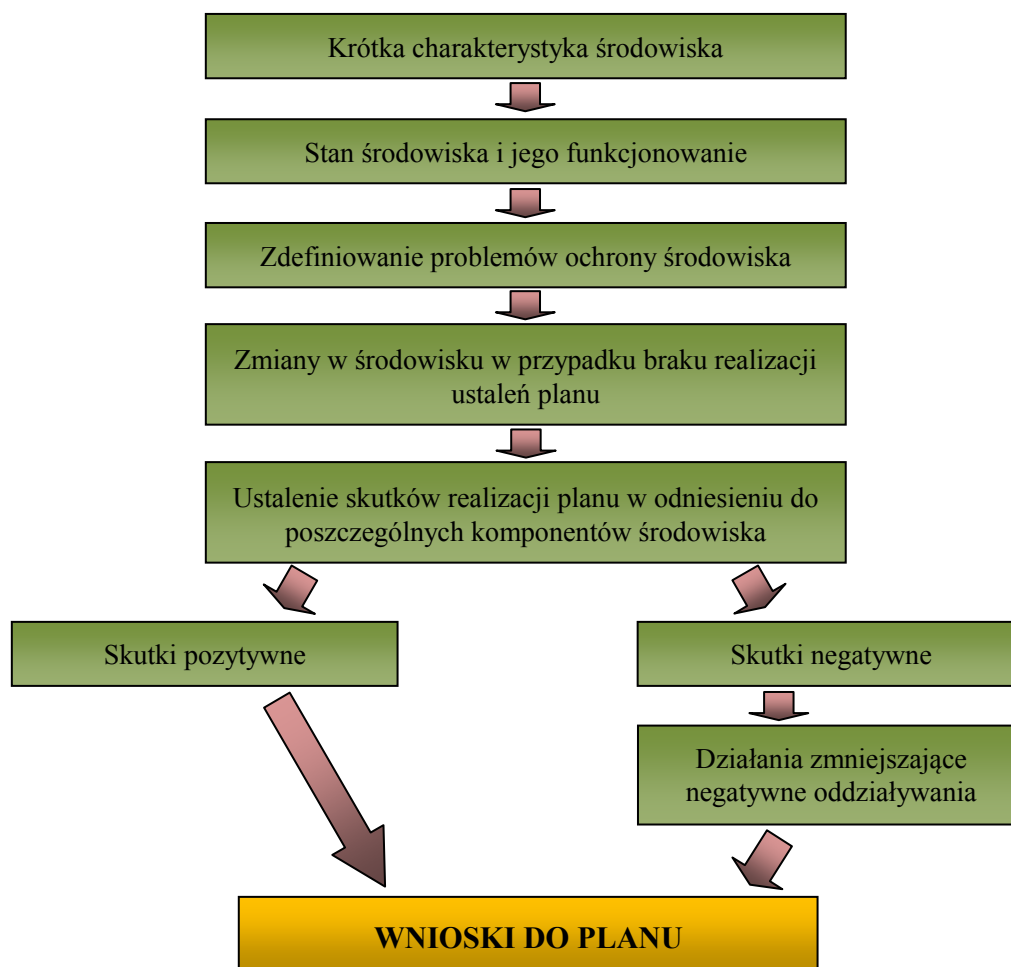 Krótka charakterystyka środowiska
Stan środowiska i jego funkcjonowanie
Zdefiniowanie problemów ochrony środowiska
Zmiany w środowisku w przypadku braku realizacji
ustaleń planu
Ustalenie skutków realizacji planu w odniesieniu do
poszczególnych komponentów środowiska
Skutki pozytywne
Skutki negatywne
Działania zmniejszające
negatywne oddziaływania
WNIOSKI DO PLANU